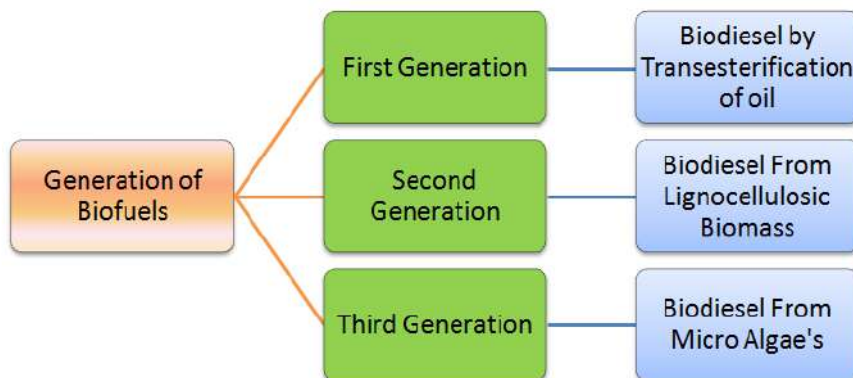 Generation of
Biofuels
First Generation
Biodiesel by
Transesterification
of oil
Second
Generation
Biodiesel From
Lignocellulosic
Biomass
Third Generation
Biodiesel From
Micro Algae's